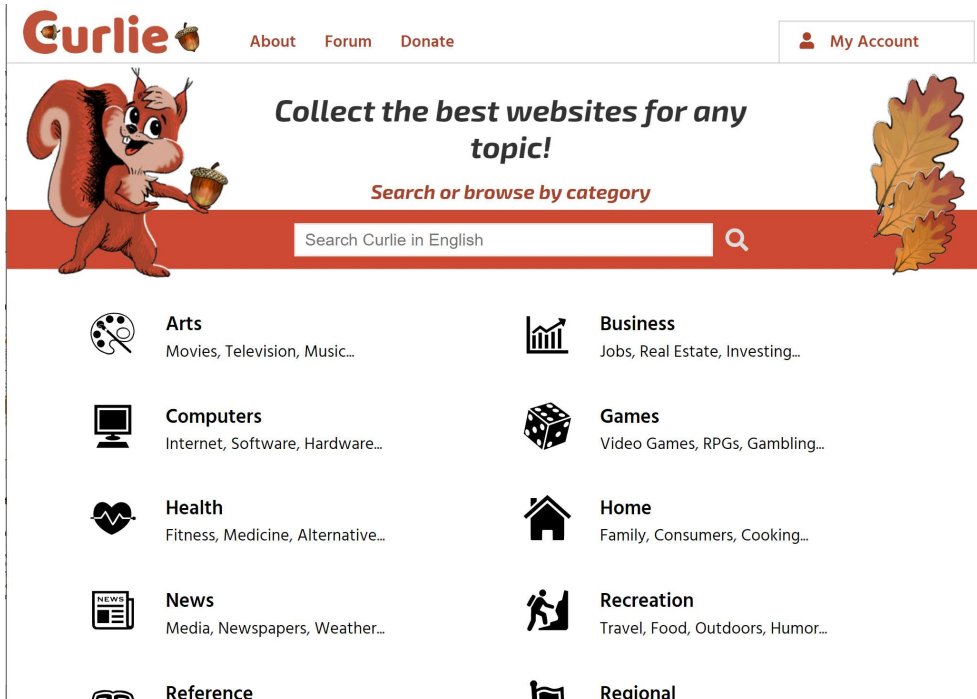 Curlie
About Forum Donate
My Account
Collect the best websites for any
topic!
Search or browse by category
Search Curlie in English
Arts
Movies, Television, Music...
Business
Jobs, Real Estate, Investing...
Computers
Internet, Software, Hardware...
Games
Video Games, RPGs, Gambling...
Health
Fitness, Medicine, Alternative...
Home
Family, Consumers, Cooking...
NEWS
News
Media, Newspapers, Weather...
Recreation
Travel, Food, Outdoors, Humor...
Reference
Regional